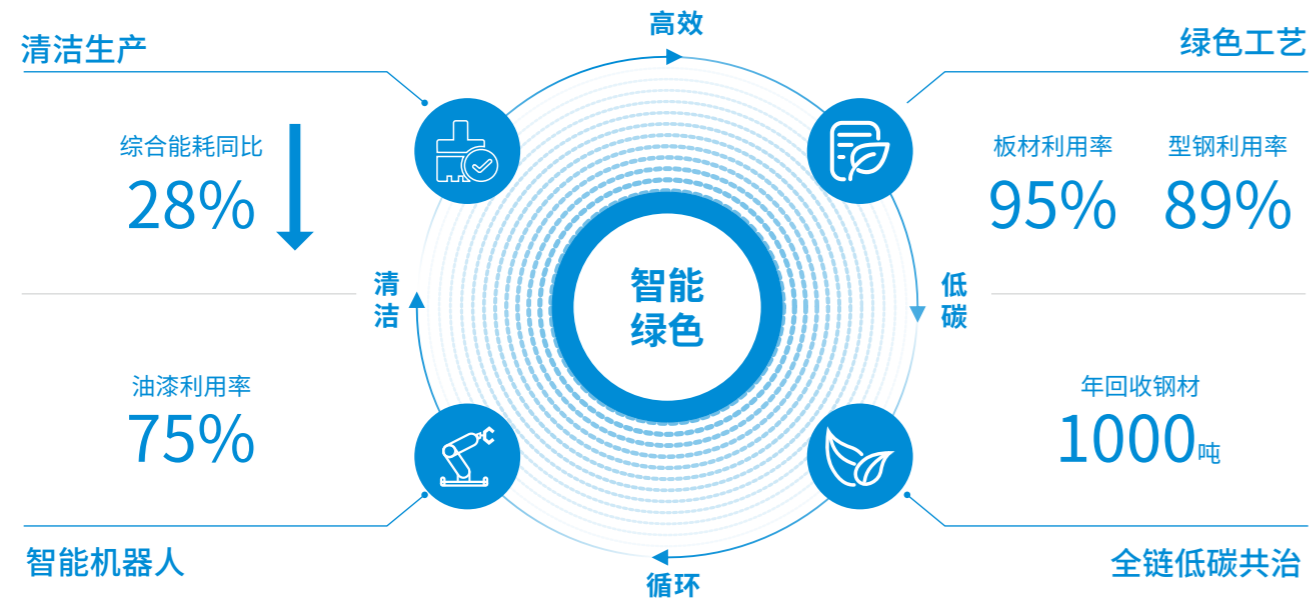 高效
清洁生产
绿色工艺
综合能耗同比
28%
板材利用率
95%
型钢利用率
89%
清
洁
智能
绿色
低
碳
油漆利用率
75%
年回收钢材
1000吨
智能机器人
全链低碳共治
循环